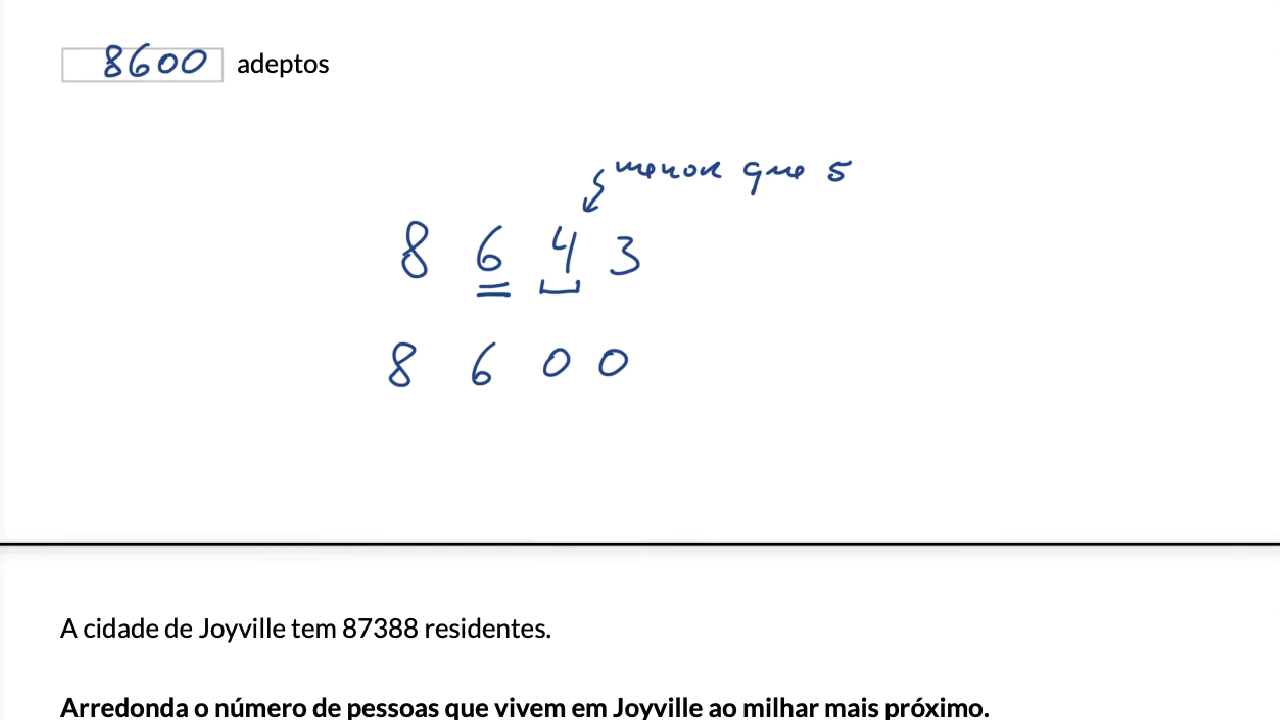 8600 adeptos
menor que 5
8 6 4 3
8 6 0 0
A cidade de Joyville tem 87388 residentes.
Arredonda o número de pessoas que vivem em Joyville ao milhar mais próximo.